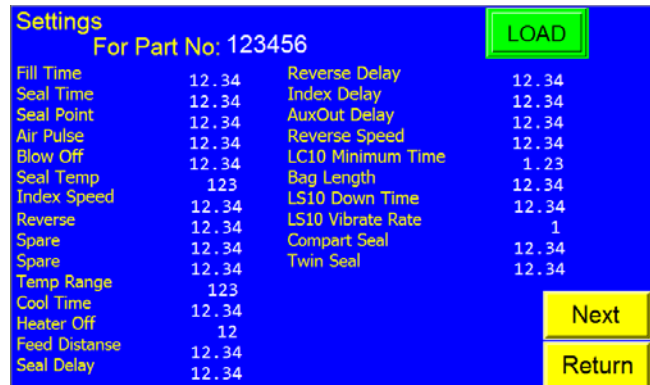 Settings
For Part No: 123456
LOAD
Fill Time 12.34
Seal Time 12.34
Seal Point 12.34
Air Pulse 12.34
Blow Off 12.34
Seal Temp 123
Index Speed 12.34
Reverse 12.34
Spare 12.34
Spare 12.34
Temp Range 123
Cool Time 12.34
Heater Off 12
Feed Distanse 12.34
Seal Delay 12.34
Reverse Delay 12.34
Index Delay 12.34
AuxOut Delay 12.34
Reverse Speed 12.34
LC10 Minimum Time 1.23
Bag Length 12.34
LS10 Down Time 12.34
LS10 Vibrate Rate 1
Compart Seal 12.34
Twin Seal 12.34
Next
Return